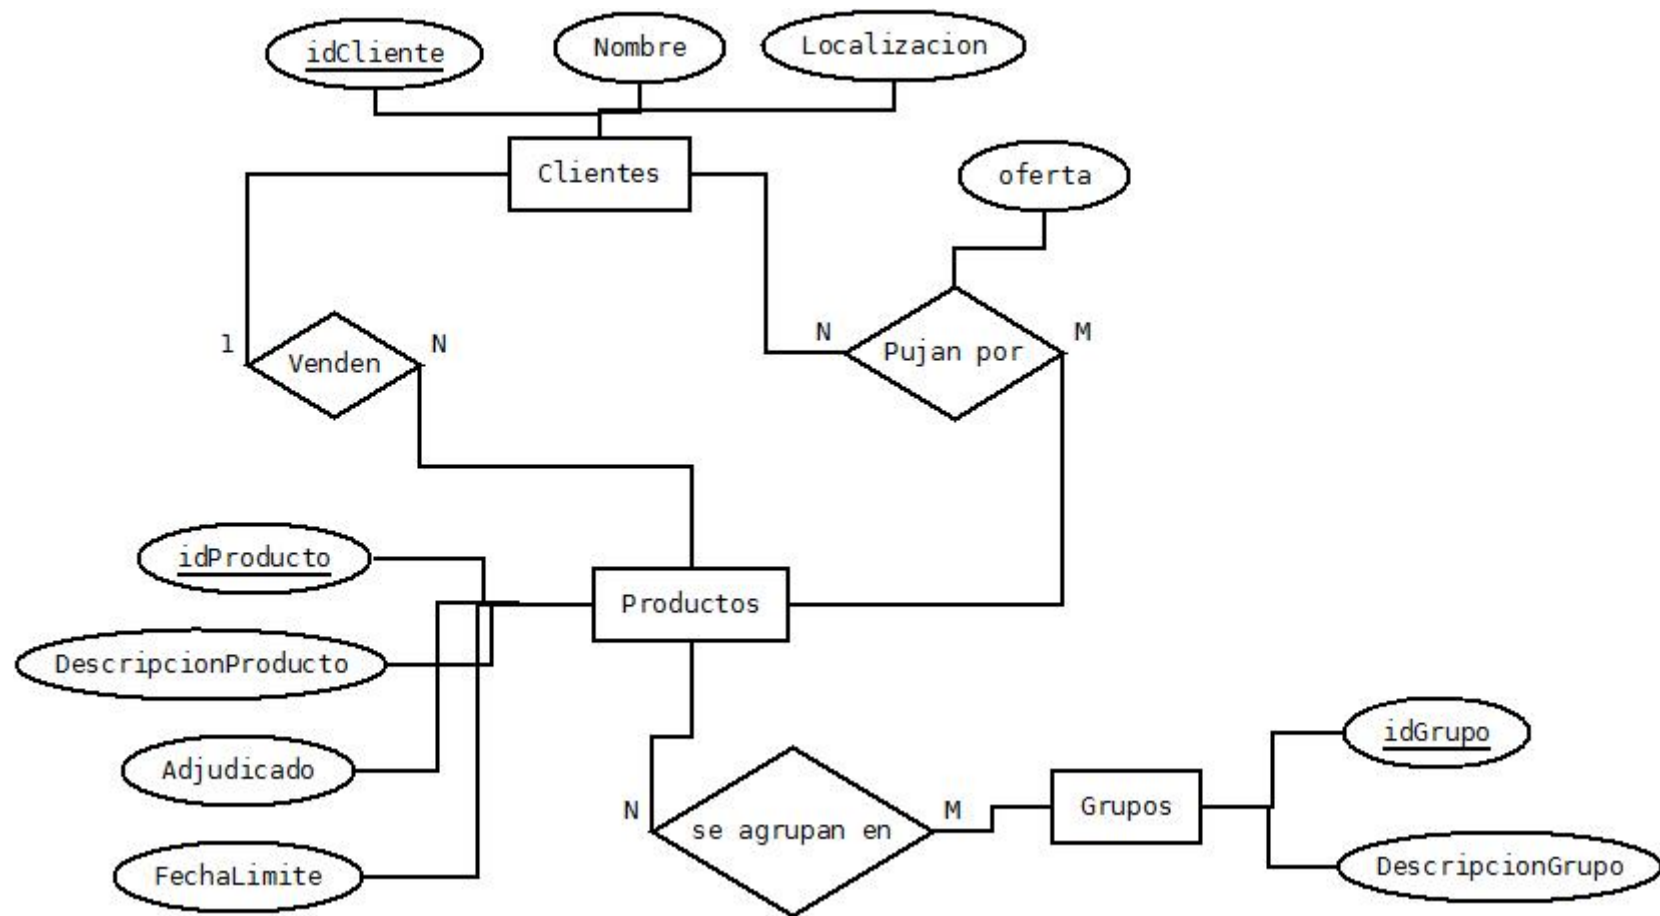 idCliente
Nombre
Localizacion
Clientes
oferta
1
Venden
N
N
Pujan por
M
idProducto
Productos
DescripcionProducto
Adjudicado
FechaLimite
N
se agrupan en
M
Grupos
idGrupo
DescripcionGrupo